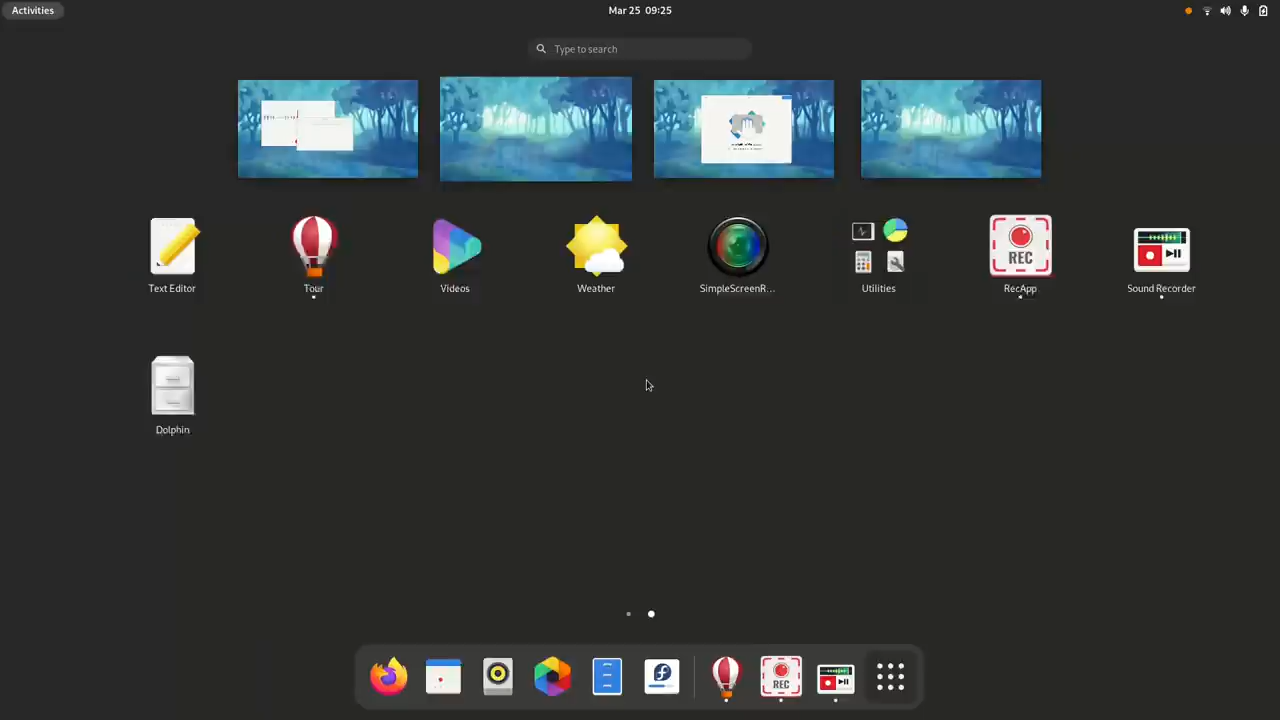 Activities
Mar 25 09:25
Type to search
Text Editor
Tour
Videos
Weather
SimpleScreenR...
Utilities
REC
RecApp
Sound Recorder
Dolphin
REC